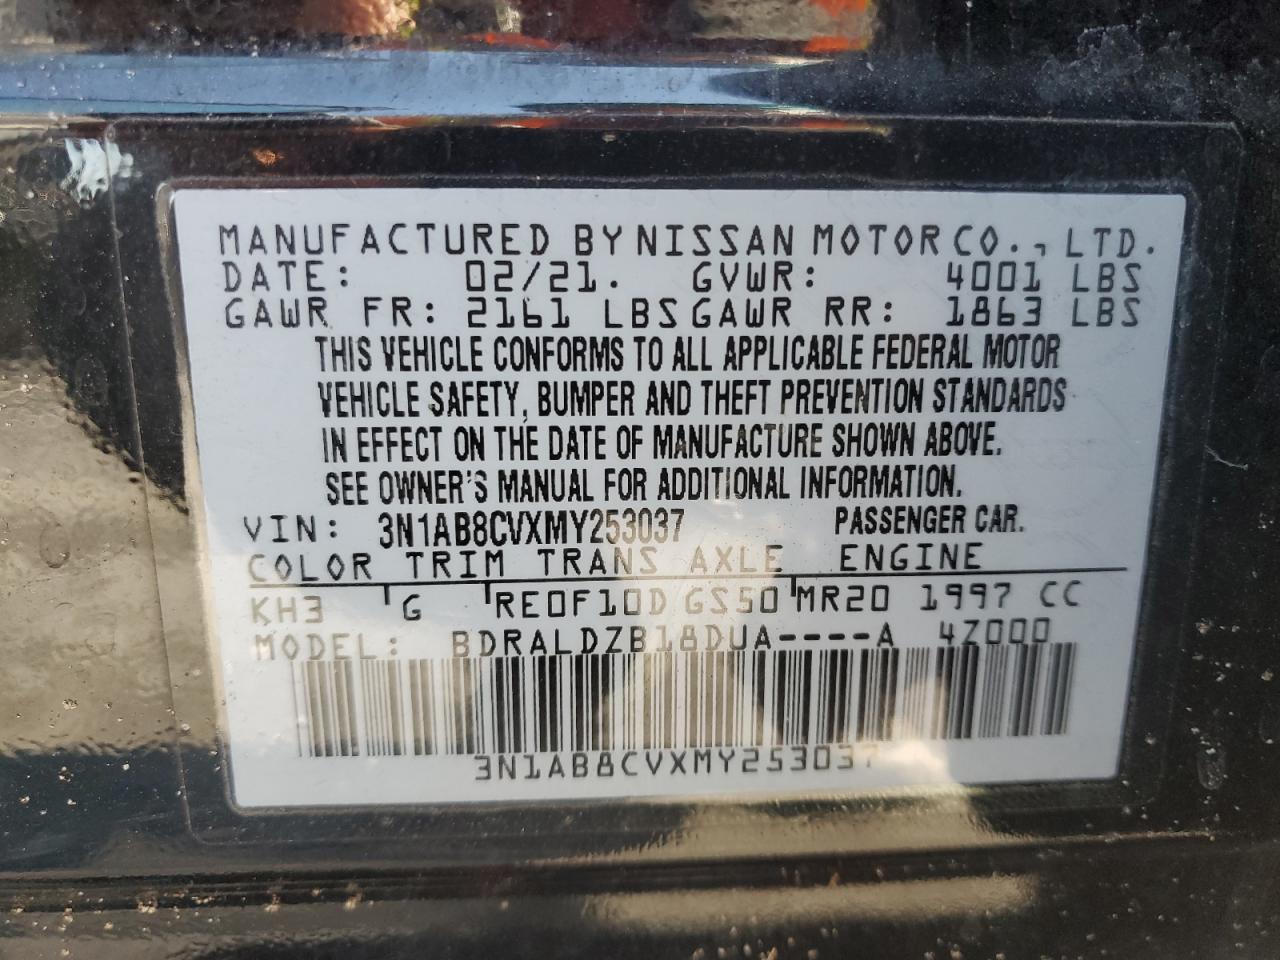 MANUFACTURED BY NISSAN MOTOR CO., LTD.
DATE: 02/21. GVWR: 4001 LBS
GAWR FR: 2161 LBS GAWR RR: 1863 LBS
THIS VEHICLE CONFORMS TO ALL APPLICABLE FEDERAL MOTOR
VEHICLE SAFETY, BUMPER AND THEFT PREVENTION STANDARDS
IN EFFECT ON THE DATE OF MANUFACTURE SHOWN ABOVE.
SEE OWNER'S MANUAL FOR ADDITIONAL INFORMATION.
VIN: 3N1AB8CVXMY253037 PASSENGER CAR.
COLOR TRIM TRANS AXLE ENGINE
KH3 G RE0F10D GS50 MR20 1997 CC
MODEL: BDRALDZB18DUA----A 4Z000
3N1AB8CVXMY253037